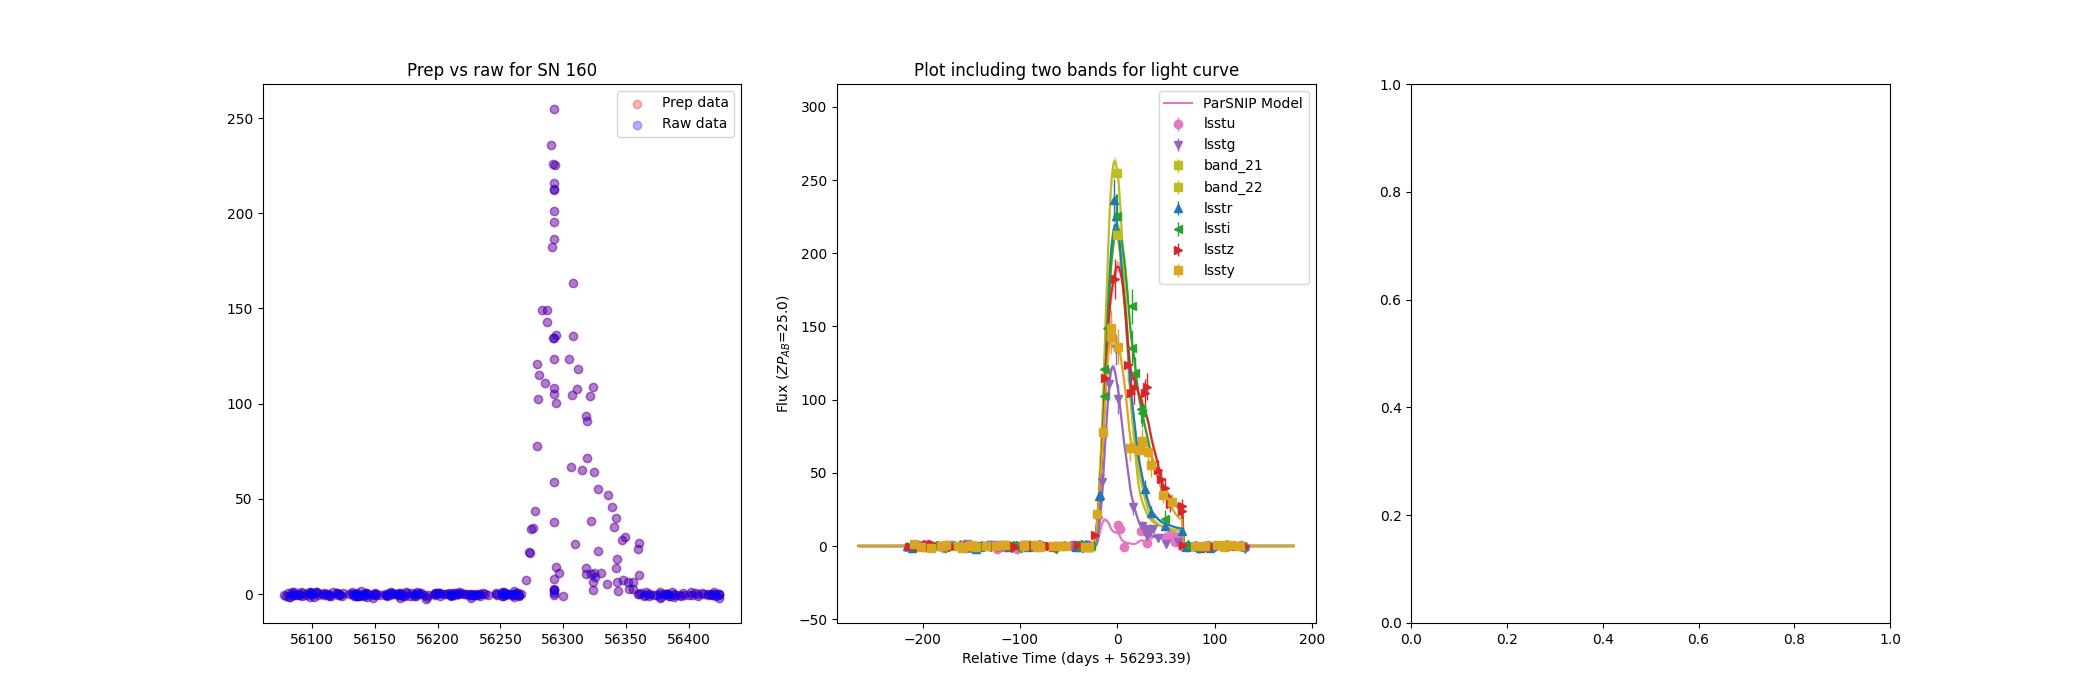 Prep vs raw for SN 160
250
200
150
100
50
0
56100 56150 56200 56250 56300 56350 56400
Prep data
Raw data
Plot including two bands for light curve
Flux (ZP_AB=25.0)
300
250
200
150
100
50
0
−50
−200 −100 0 100 200
Relative Time (days + 56293.39)
ParSNIP Model
lsstu
lsstg
band_21
band_22
lsstr
lssti
lsstz
lssty
1.0
0.8
0.6
0.4
0.2
0.0
0.0 0.2 0.4 0.6 0.8 1.0